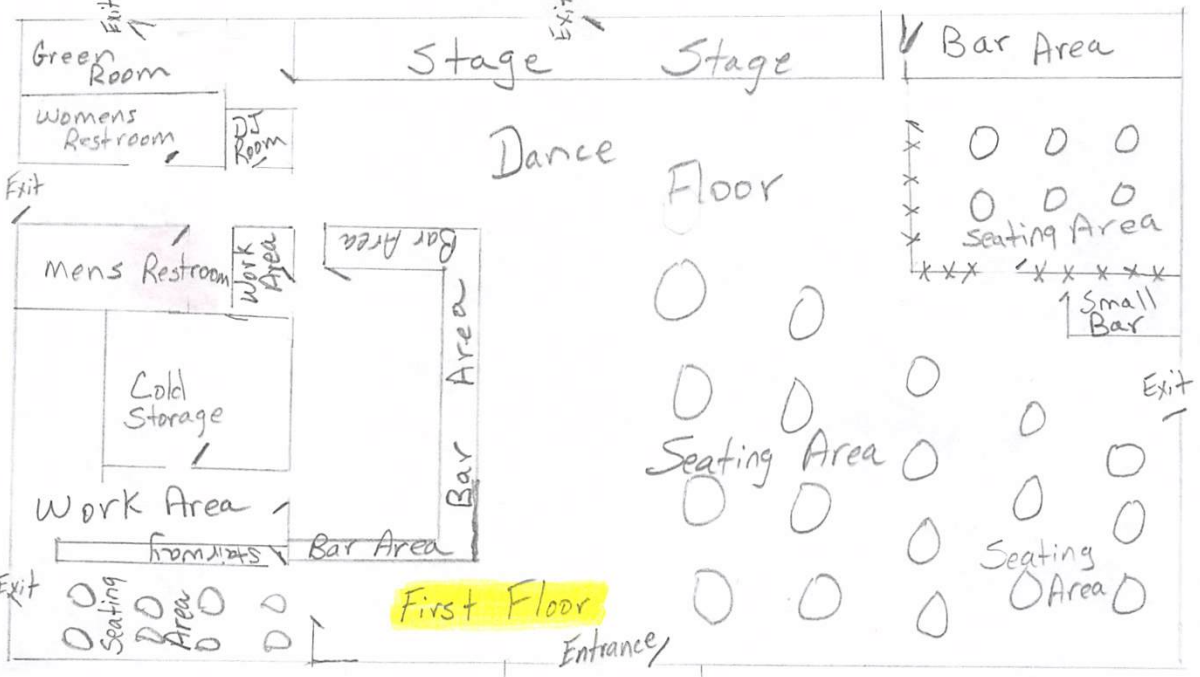 Exit
Exit
Green
Room
Stage
Stage
Bar Area
Womens
Restroom
DJ
Room
Dance
Floor
Exit
Seating Area
mens Restroom
Work
Area
Bar Area
Small
Bar
Bar Area
Cold
Storage
Exit
Seating Area
Work Area
Stairway
Bar Area
Seating
Area
Exit
Seating
Area
First Floor
Entrance